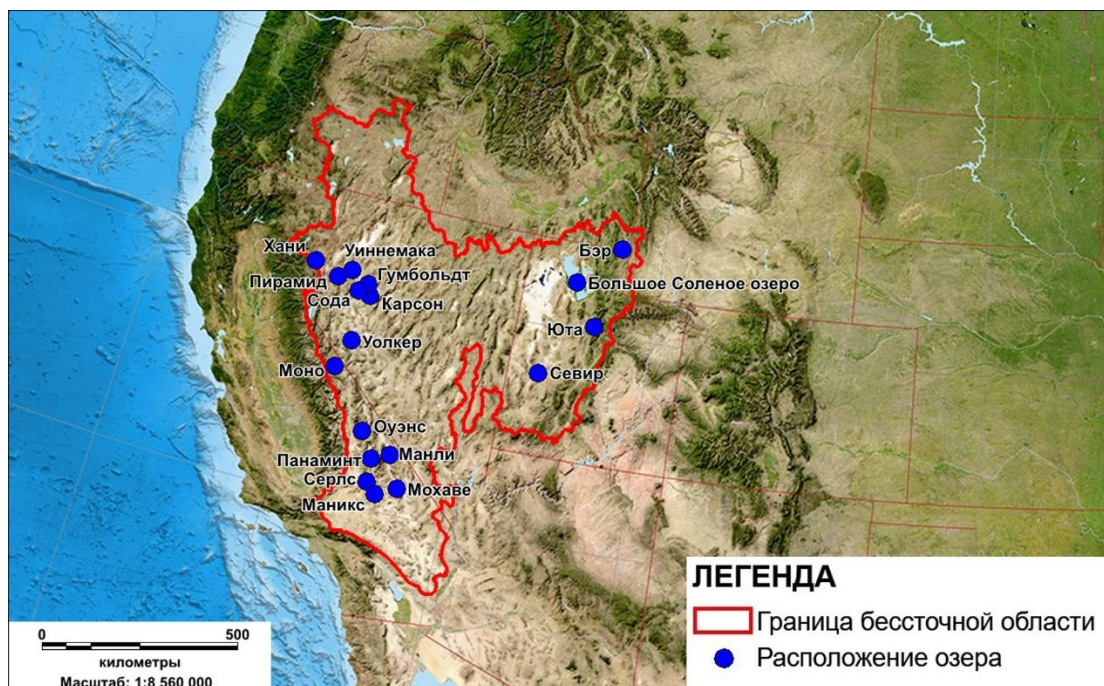 Хани
Уиннемака
Пирамид
Гумбольдт
Сода
Карсон
Бэр
Большое Соленое озеро
Юта
Уолкер
Моно
Севир
Оуэнс
Панаминт
Манли
Серлс
Мохаве
Маникс
ЛЕГЕНДА
Граница бессточной области
Расположение озера
0 500
километры
Масштаб: 1:8 560 000